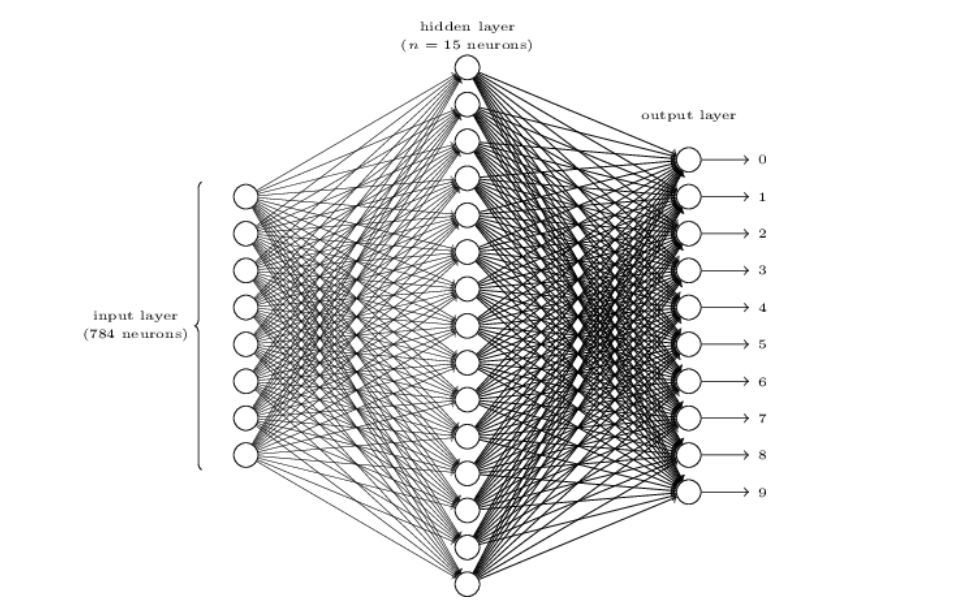 hidden layer
(n = 15 neurons)
output layer
0
1
2
3
input layer
(784 neurons)
4
5
6
7
8
9